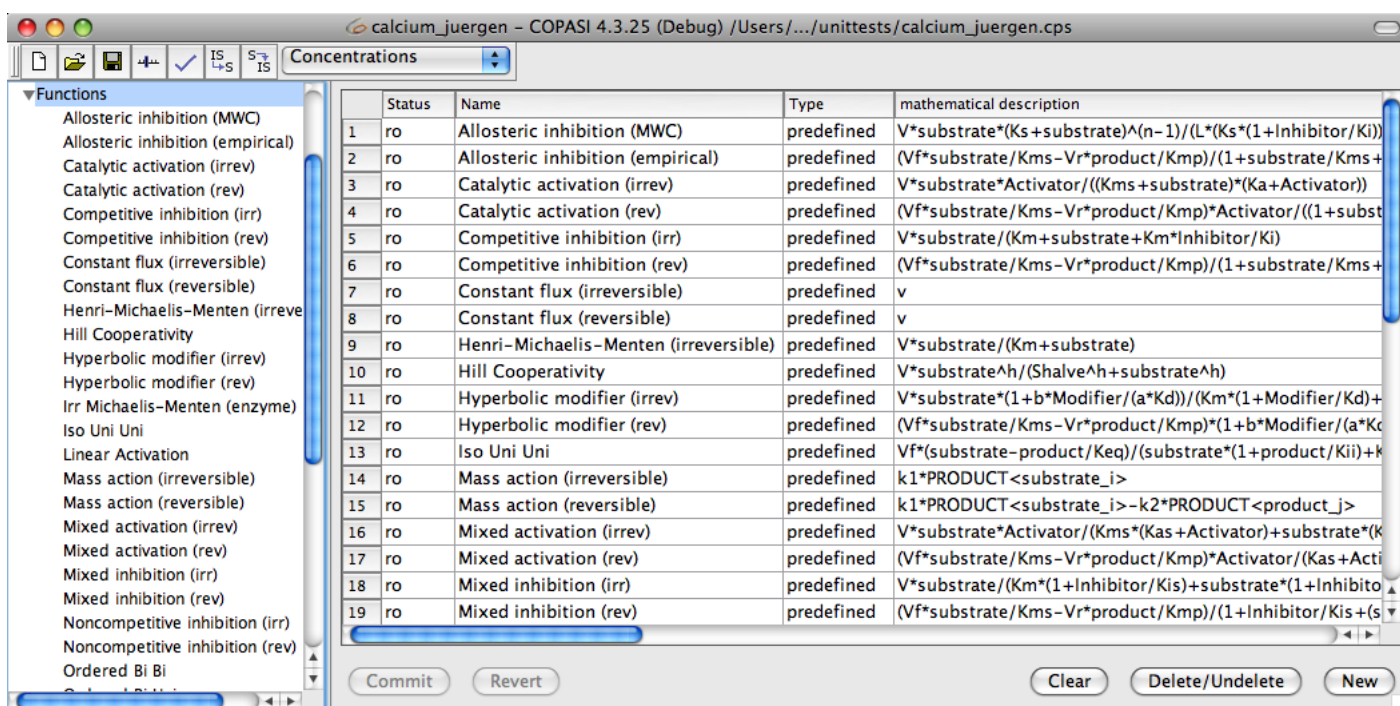 calcium_juergen – COPASI 4.3.25 (Debug) /Users/.../unittests/calcium_juergen.cps
IS
↳S
S
IS
Concentrations
Functions
Allosteric inhibition (MWC)
Allosteric inhibition (empirical)
Catalytic activation (irrev)
Catalytic activation (rev)
Competitive inhibition (irr)
Competitive inhibition (rev)
Constant flux (irreversible)
Constant flux (reversible)
Henri-Michaelis-Menten (irreve
Hill Cooperativity
Hyperbolic modifier (irrev)
Hyperbolic modifier (rev)
Irr Michaelis-Menten (enzyme)
Iso Uni Uni
Linear Activation
Mass action (irreversible)
Mass action (reversible)
Mixed activation (irrev)
Mixed activation (rev)
Mixed inhibition (irr)
Mixed inhibition (rev)
Noncompetitive inhibition (irr)
Noncompetitive inhibition (rev)
Ordered Bi Bi
Status Name Type mathematical description
1 ro Allosteric inhibition (MWC) predefined V*substrate*(Ks+substrate)^(n-1)/(L*(Ks*(1+Inhibitor/Ki))
2 ro Allosteric inhibition (empirical) predefined (Vf*substrate/Kms-Vr*product/Kmp)/(1+substrate/Kms+
3 ro Catalytic activation (irrev) predefined V*substrate*Activator/((Kms+substrate)*(Ka+Activator))
4 ro Catalytic activation (rev) predefined (Vf*substrate/Kms-Vr*product/Kmp)*Activator/((1+subst
5 ro Competitive inhibition (irr) predefined V*substrate/(Km+substrate+Km*Inhibitor/Ki)
6 ro Competitive inhibition (rev) predefined (Vf*substrate/Kms-Vr*product/Kmp)/(1+substrate/Kms+
7 ro Constant flux (irreversible) predefined v
8 ro Constant flux (reversible) predefined v
9 ro Henri-Michaelis-Menten (irreversible) predefined V*substrate/(Km+substrate)
10 ro Hill Cooperativity predefined V*substrate^h/(Shalve^h+substrate^h)
11 ro Hyperbolic modifier (irrev) predefined V*substrate*(1+b*Modifier/(a*Kd))/(Km*(1+Modifier/Kd)+
12 ro Hyperbolic modifier (rev) predefined (Vf*substrate/Kms-Vr*product/Kmp)*(1+b*Modifier/(a*Kd
13 ro Iso Uni Uni predefined Vf*(substrate-product/Keq)/(substrate*(1+product/Kii)+K
14 ro Mass action (irreversible) predefined k1*PRODUCT<substrate_i>
15 ro Mass action (reversible) predefined k1*PRODUCT<substrate_i>-k2*PRODUCT<product_j>
16 ro Mixed activation (irrev) predefined V*substrate*Activator/(Kms*(Kas+Activator)+substrate*(K
17 ro Mixed activation (rev) predefined (Vf*substrate/Kms-Vr*product/Kmp)*Activator/(Kas+Acti
18 ro Mixed inhibition (irr) predefined V*substrate/(Km*(1+Inhibitor/Kis)+substrate*(1+Inhibito
19 ro Mixed inhibition (rev) predefined (Vf*substrate/Kms-Vr*product/Kmp)/(1+Inhibitor/Kis+(s
Commit Revert Clear Delete/Undelete New